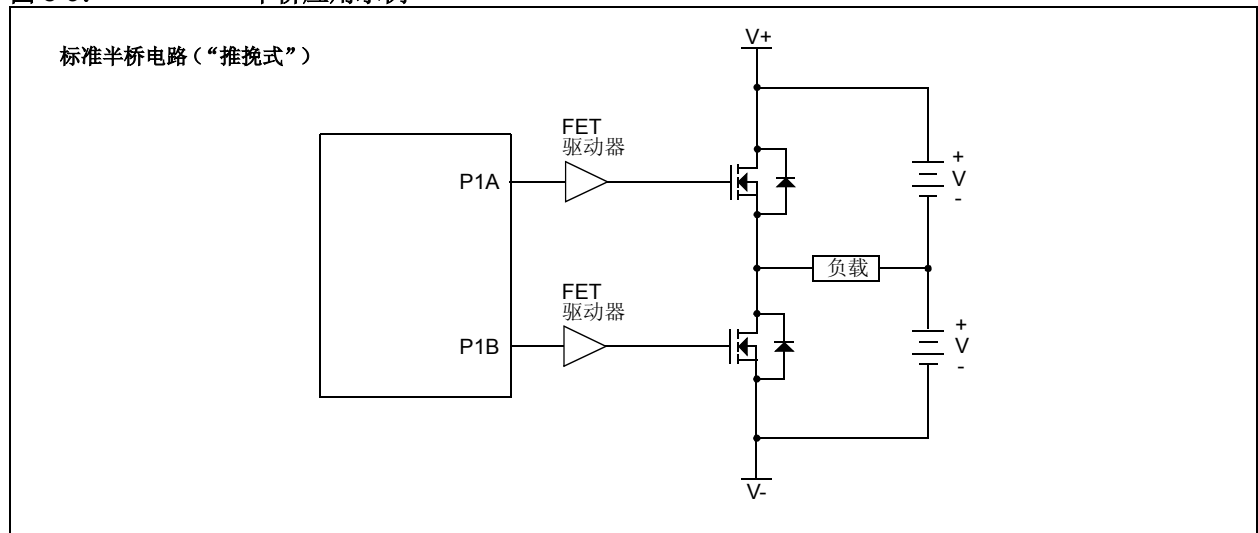 标准半桥电路（“推挽式”）
V+
FET
驱动器
P1A
+
V
-
负载
FET
驱动器
P1B
+
V
-
V-